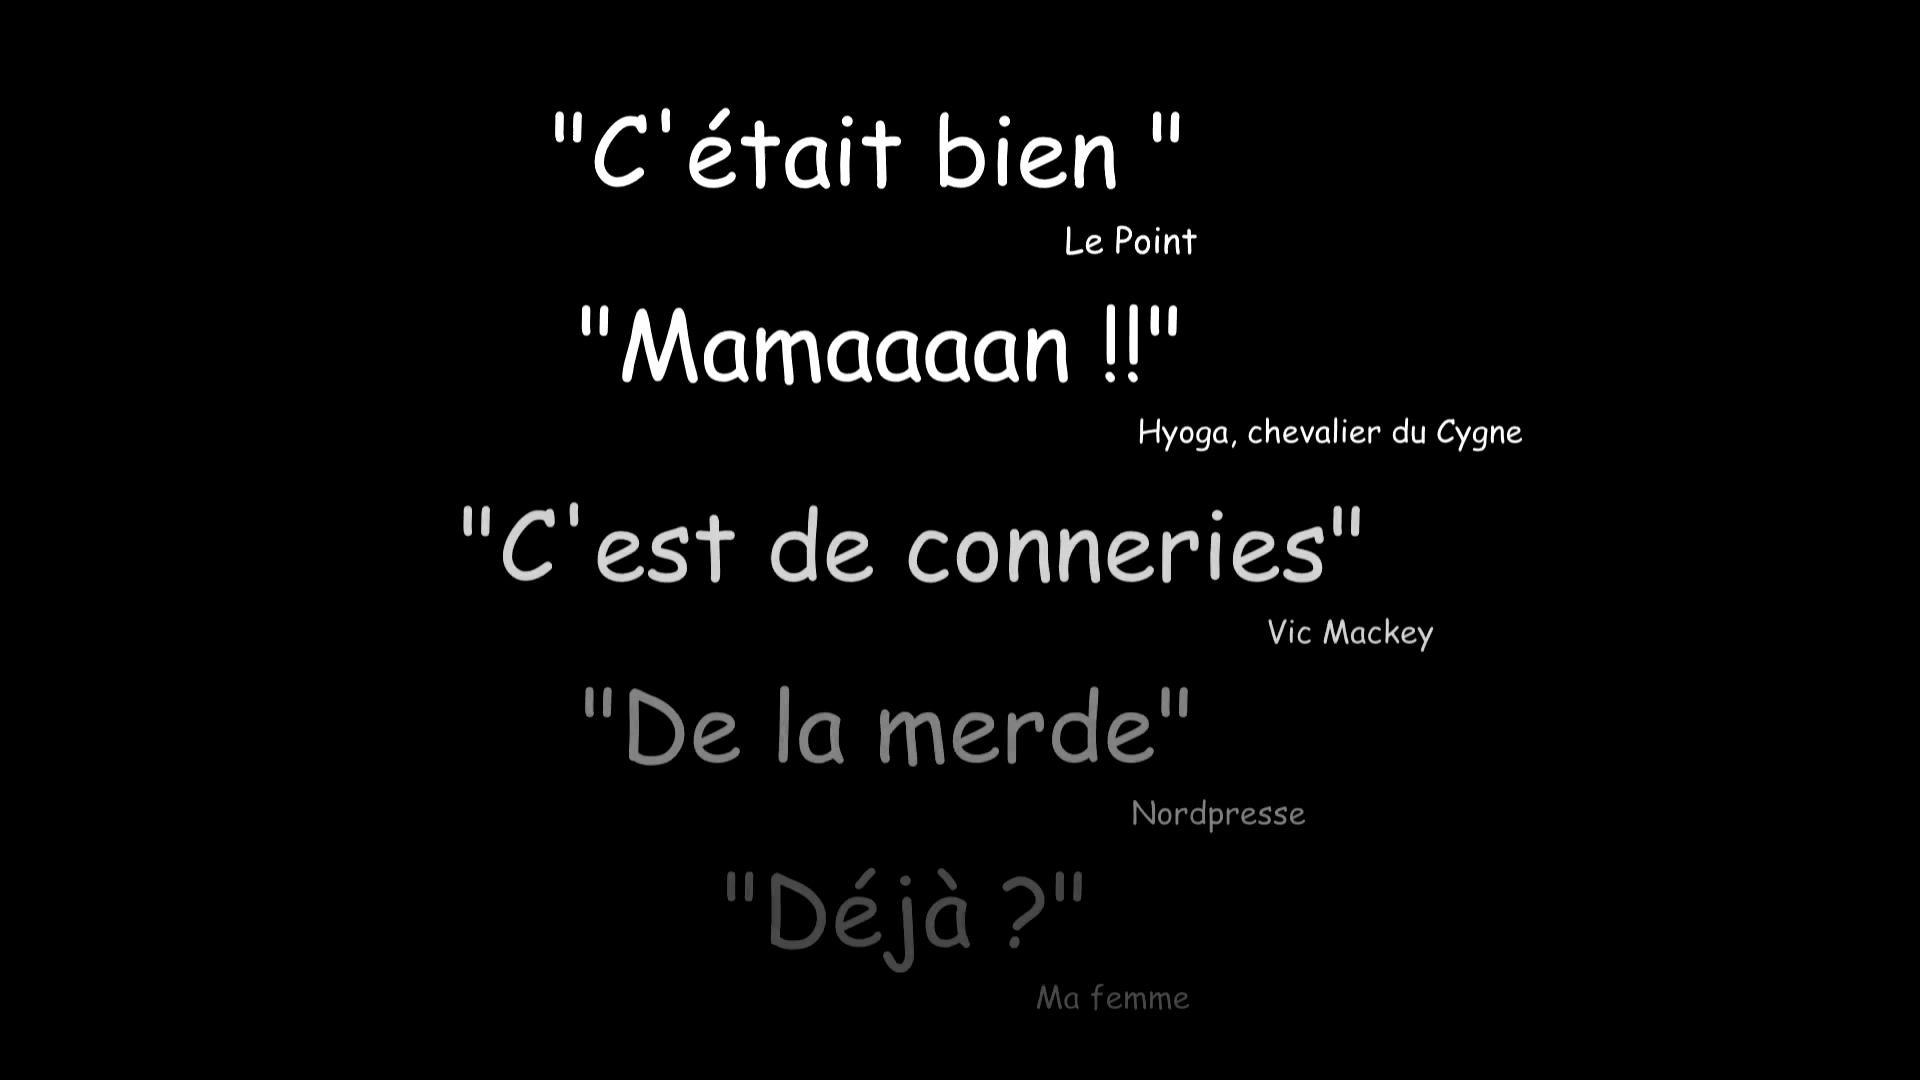 "C'était bien "
Le Point
"Mamaaaan !!"
Hyoga, chevalier du Cygne
"C'est de conneries"
Vic Mackey
"De la merde"
Nordpresse
"Déjà ?"
Ma femme